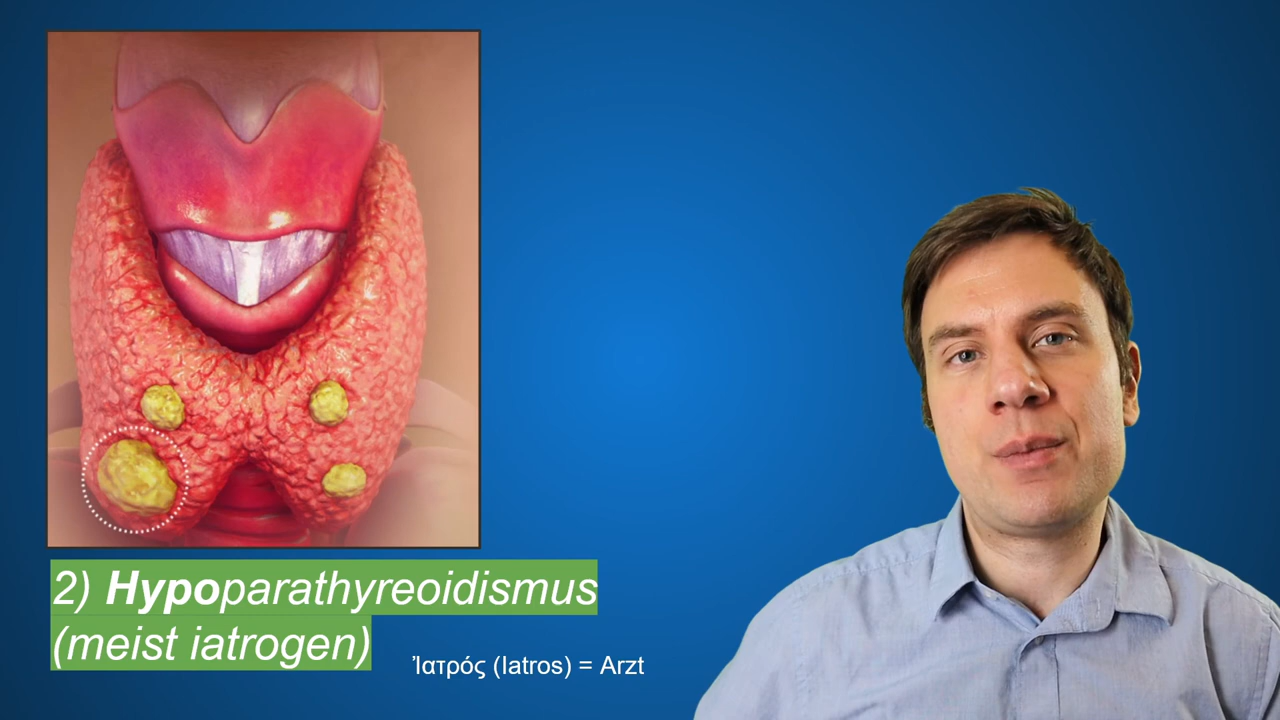 2) Hypoparathyreoidismus
(meist iatrogen)
Ἰατρός (Iatros) = Arzt